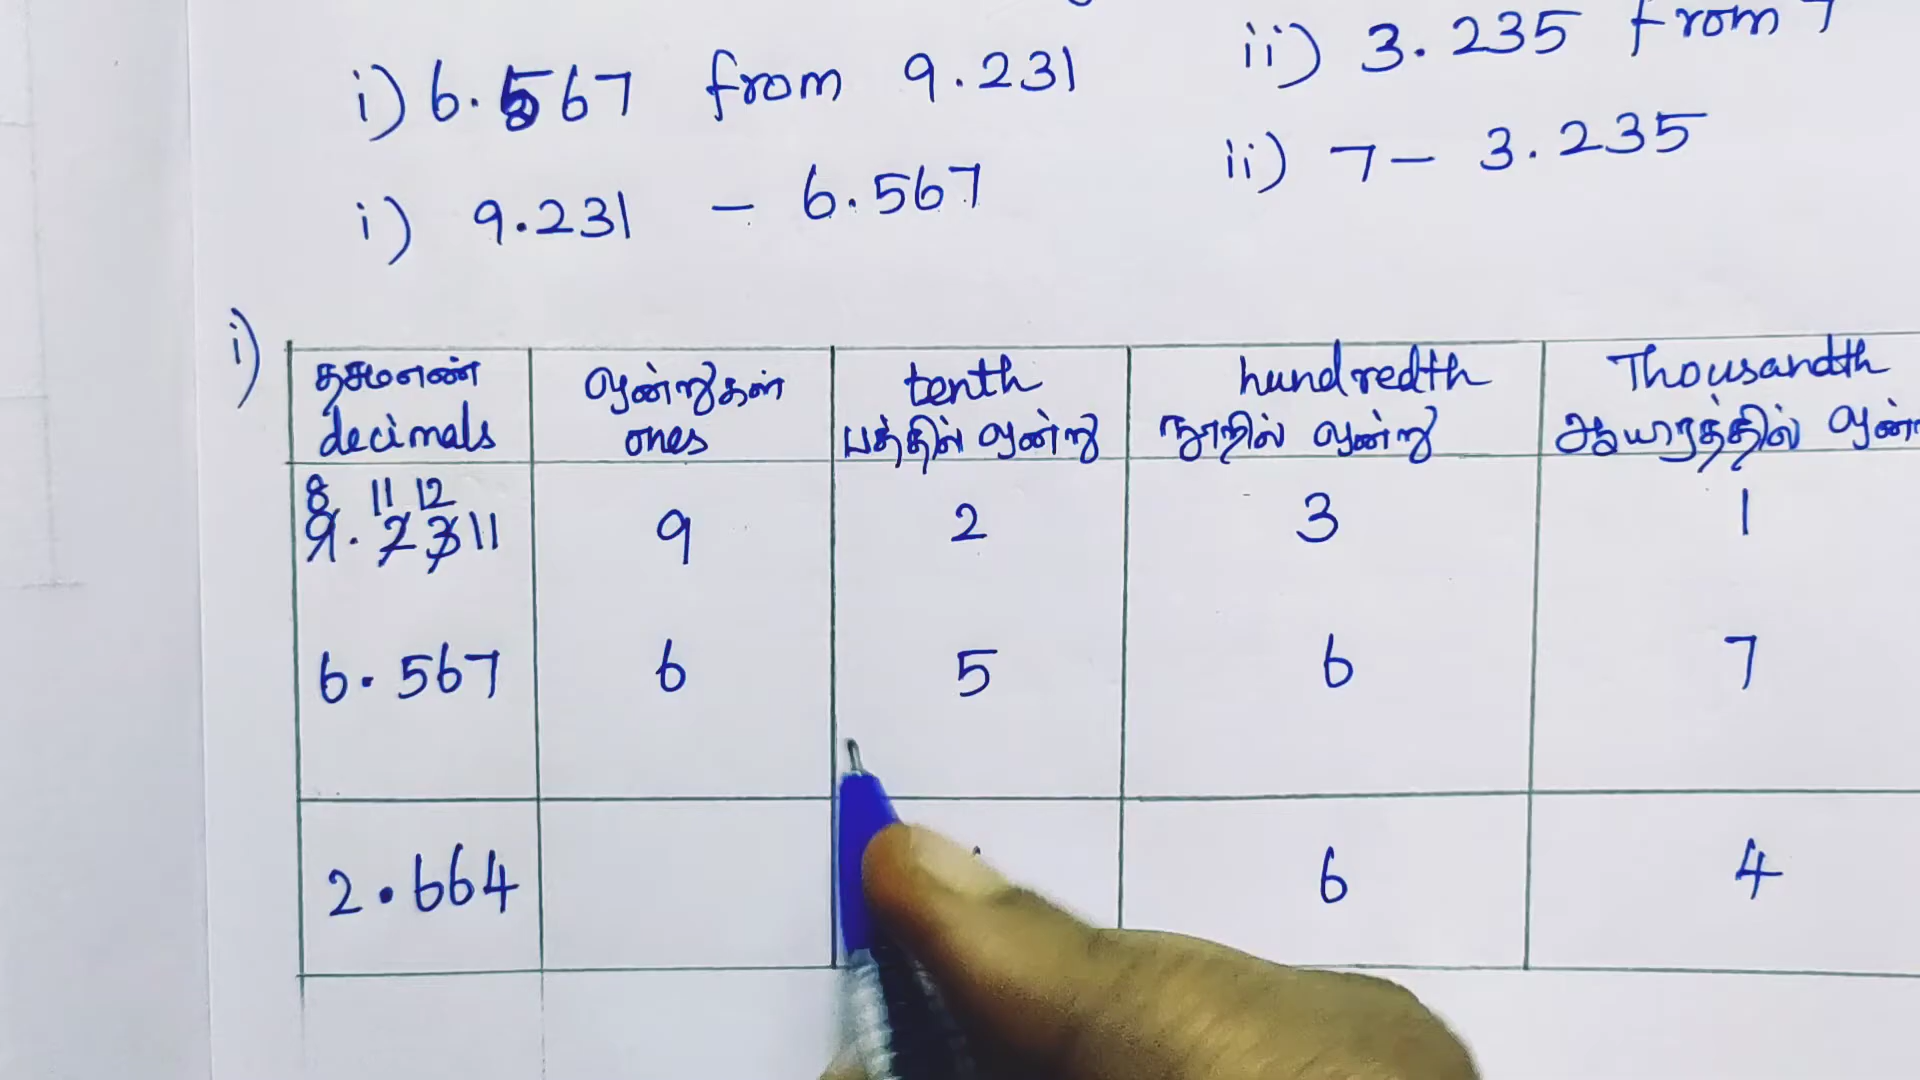 i) 6.567 from 9.231
ii) 3.235 from 7
i) 9.231 - 6.567
ii) 7 - 3.235
i)
தசமஎண் decimals
ஒன்றுகள் ones
tenth பத்தில் ஒன்று
hundredth நூறில் ஒன்று
Thousandth ஆயிரத்தில்
8 11 12
9.2311 9 2 3 1
6.567 6 5 6 7
2.664 6 4